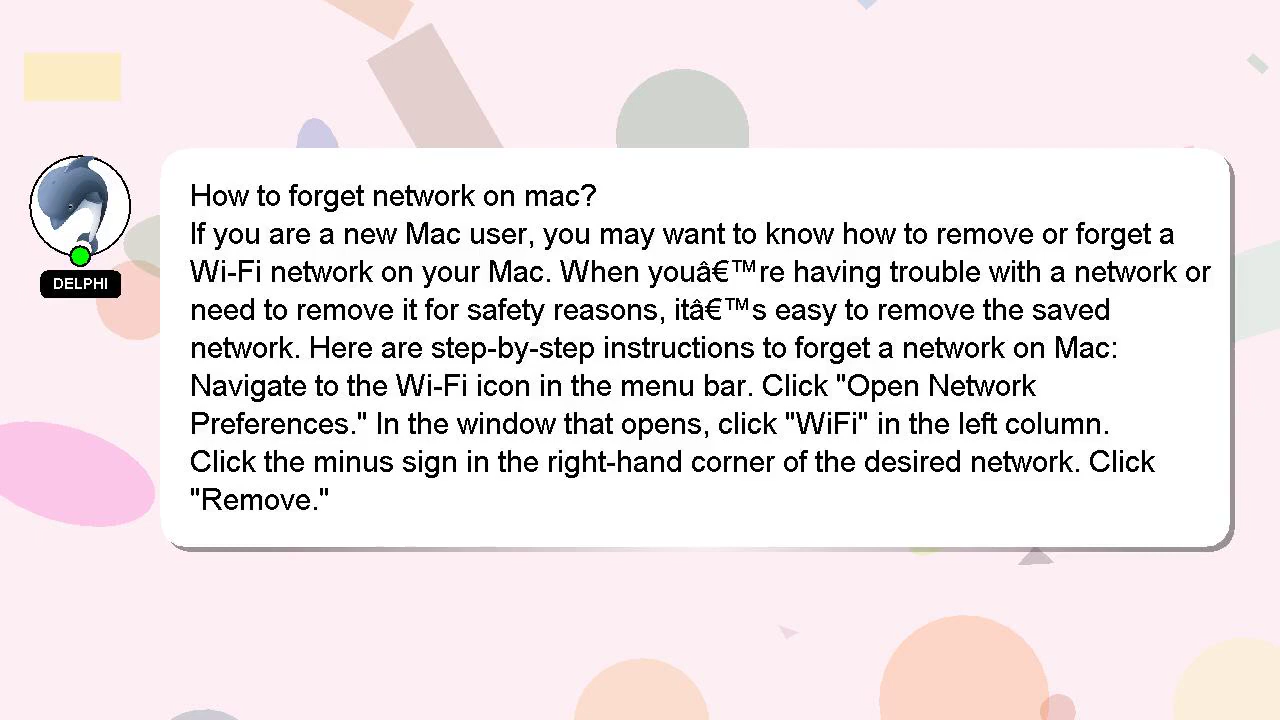 How to forget network on mac?
If you are a new Mac user, you may want to know how to remove or forget a
Wi-Fi network on your Mac. When youâ€™re having trouble with a network or
need to remove it for safety reasons, itâ€™s easy to remove the saved
network. Here are step-by-step instructions to forget a network on Mac:
Navigate to the Wi-Fi icon in the menu bar. Click "Open Network
Preferences." In the window that opens, click "WiFi" in the left column.
Click the minus sign in the right-hand corner of the desired network. Click
"Remove."
DELPHI